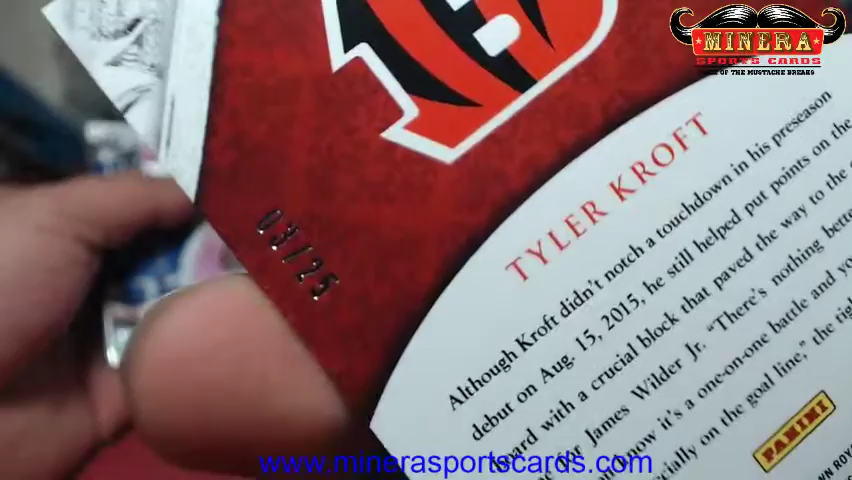 MINERA
SPORTS CARDS
OF THE MUSTACHE BREAKS
03/25
TYLER KROFT
Although Kroft didn't notch a touchdown in his preseason
debut on Aug. 15, 2015, he still helped put points on the
board with a crucial block that paved the way to the
for James Wilder Jr. "There's nothing
know it's a one-on-one battle and
on the goal line," the
PANINI
www.minerasportscards.com